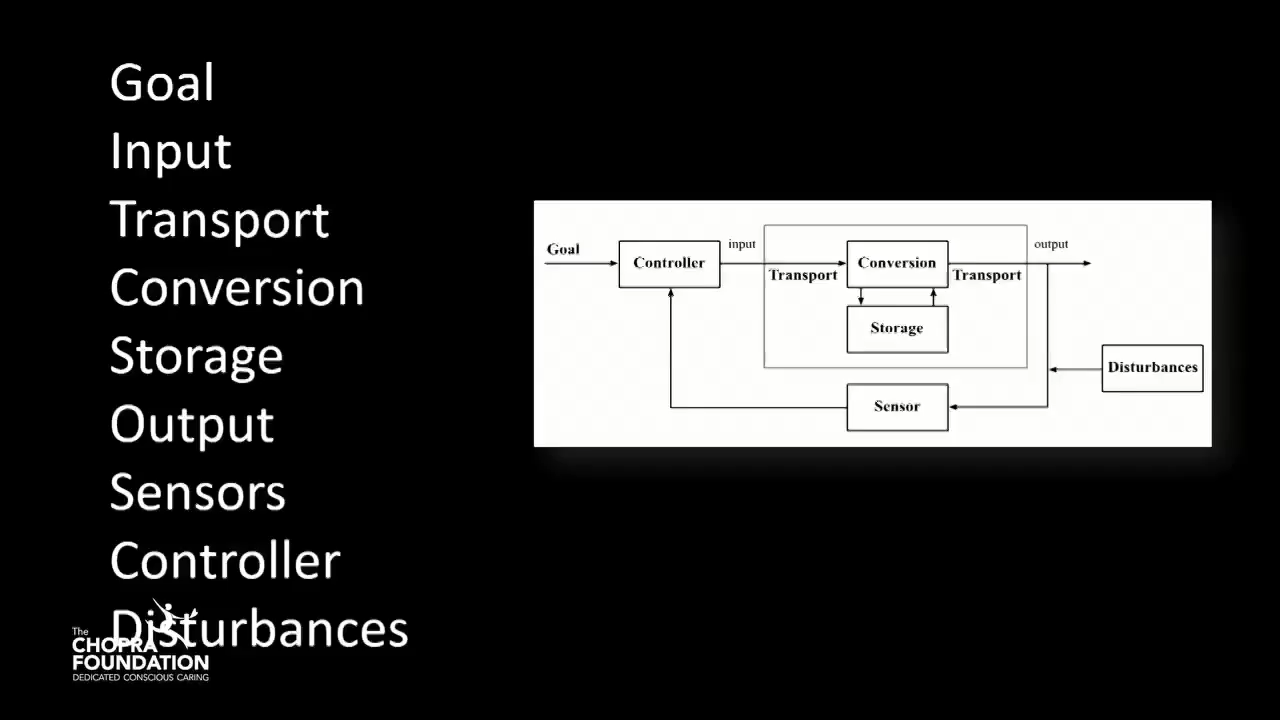 Goal
Input
Transport
Conversion
Storage
Output
Sensors
Controller
Disturbances
The
CHOPRA
FOUNDATION
DEDICATED CONSCIOUS CARING
Goal
Controller
input
Transport
Conversion
Transport
output
Storage
Disturbances
Sensor